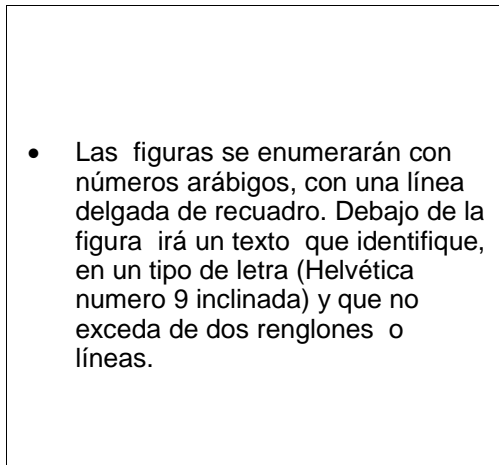 • Las  figuras se enumerarán con
números arábigos, con una línea
delgada de recuadro. Debajo de la
figura  irá un texto  que identifique,
en un tipo de letra (Helvética
numero 9 inclinada) y que no
exceda de dos renglones  o
líneas.